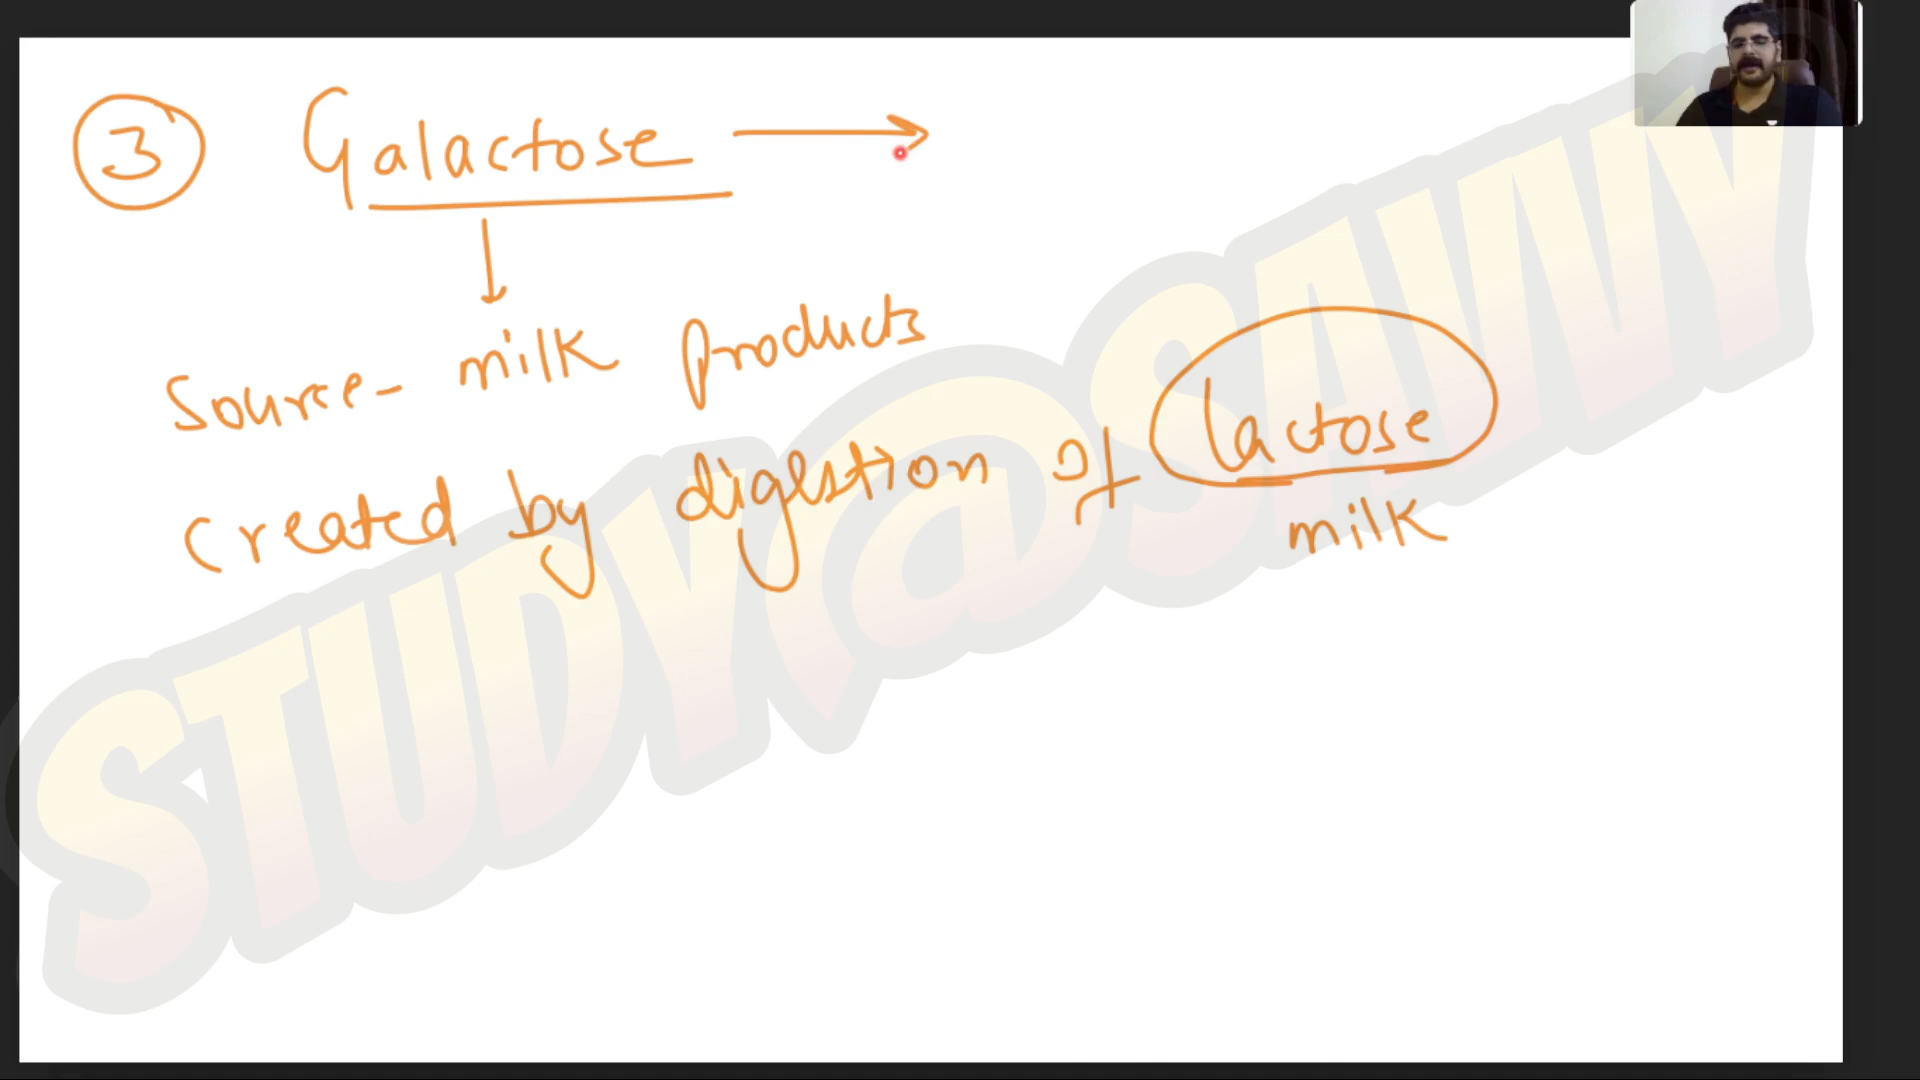 3 Galactose →
↓
Source - milk products
created by digestion of lactose
milk
STUDY@SAVVY